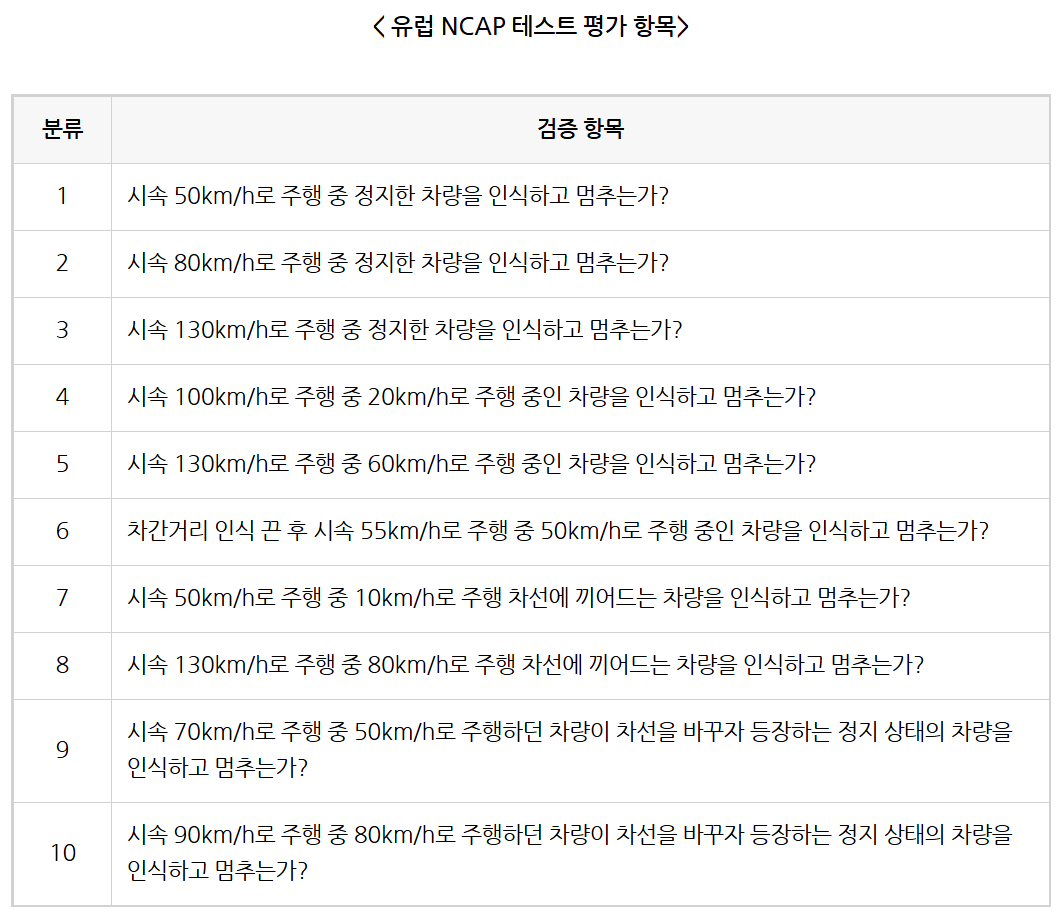 < 유럽 NCAP 테스트 평가 항목>
분류 검증 항목
1 시속 50km/h로 주행 중 정지한 차량을 인식하고 멈추는가?
2 시속 80km/h로 주행 중 정지한 차량을 인식하고 멈추는가?
3 시속 130km/h로 주행 중 정지한 차량을 인식하고 멈추는가?
4 시속 100km/h로 주행 중 20km/h로 주행 중인 차량을 인식하고 멈추는가?
5 시속 130km/h로 주행 중 60km/h로 주행 중인 차량을 인식하고 멈추는가?
6 차간거리 인식 끈 후 시속 55km/h로 주행 중 50km/h로 주행 중인 차량을 인식하고 멈추는가?
7 시속 50km/h로 주행 중 10km/h로 주행 차선에 끼어드는 차량을 인식하고 멈추는가?
8 시속 130km/h로 주행 중 80km/h로 주행 차선에 끼어드는 차량을 인식하고 멈추는가?
9 시속 70km/h로 주행 중 50km/h로 주행하던 차량이 차선을 바꾸자 등장하는 정지 상태의 차량을
인식하고 멈추는가?
10 시속 90km/h로 주행 중 80km/h로 주행하던 차량이 차선을 바꾸자 등장하는 정지 상태의 차량을
인식하고 멈추는가?